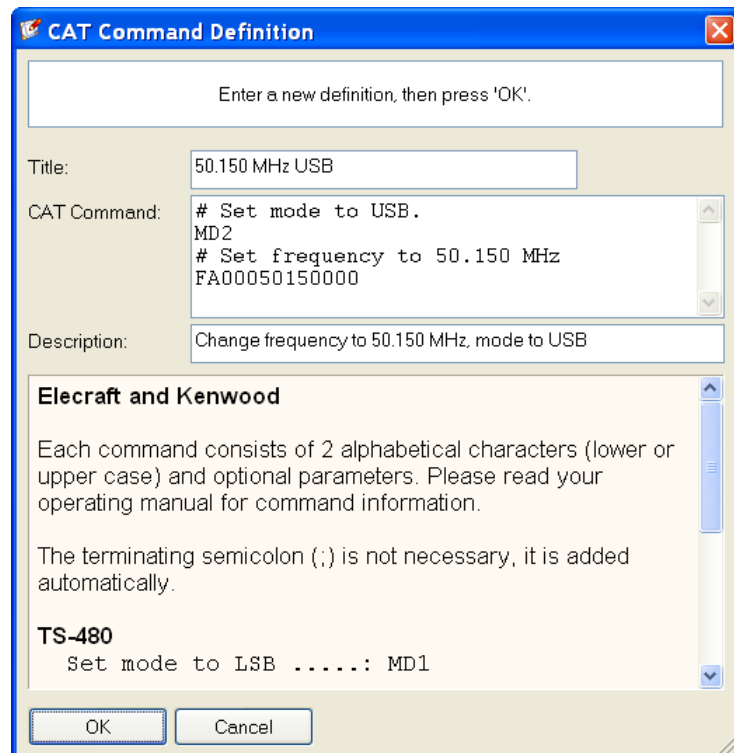 CAT Command Definition
Enter a new definition, then press 'OK'.
Title:
50.150 MHz USB
CAT Command:
# Set mode to USB.
MD2
# Set frequency to 50.150 MHz
FA00050150000
Description:
Change frequency to 50.150 MHz, mode to USB
Elecraft and Kenwood
Each command consists of 2 alphabetical characters (lower or
upper case) and optional parameters. Please read your
operating manual for command information.
The terminating semicolon (;) is not necessary, it is added
automatically.
TS-480
Set mode to LSB .....: MD1
OK
Cancel